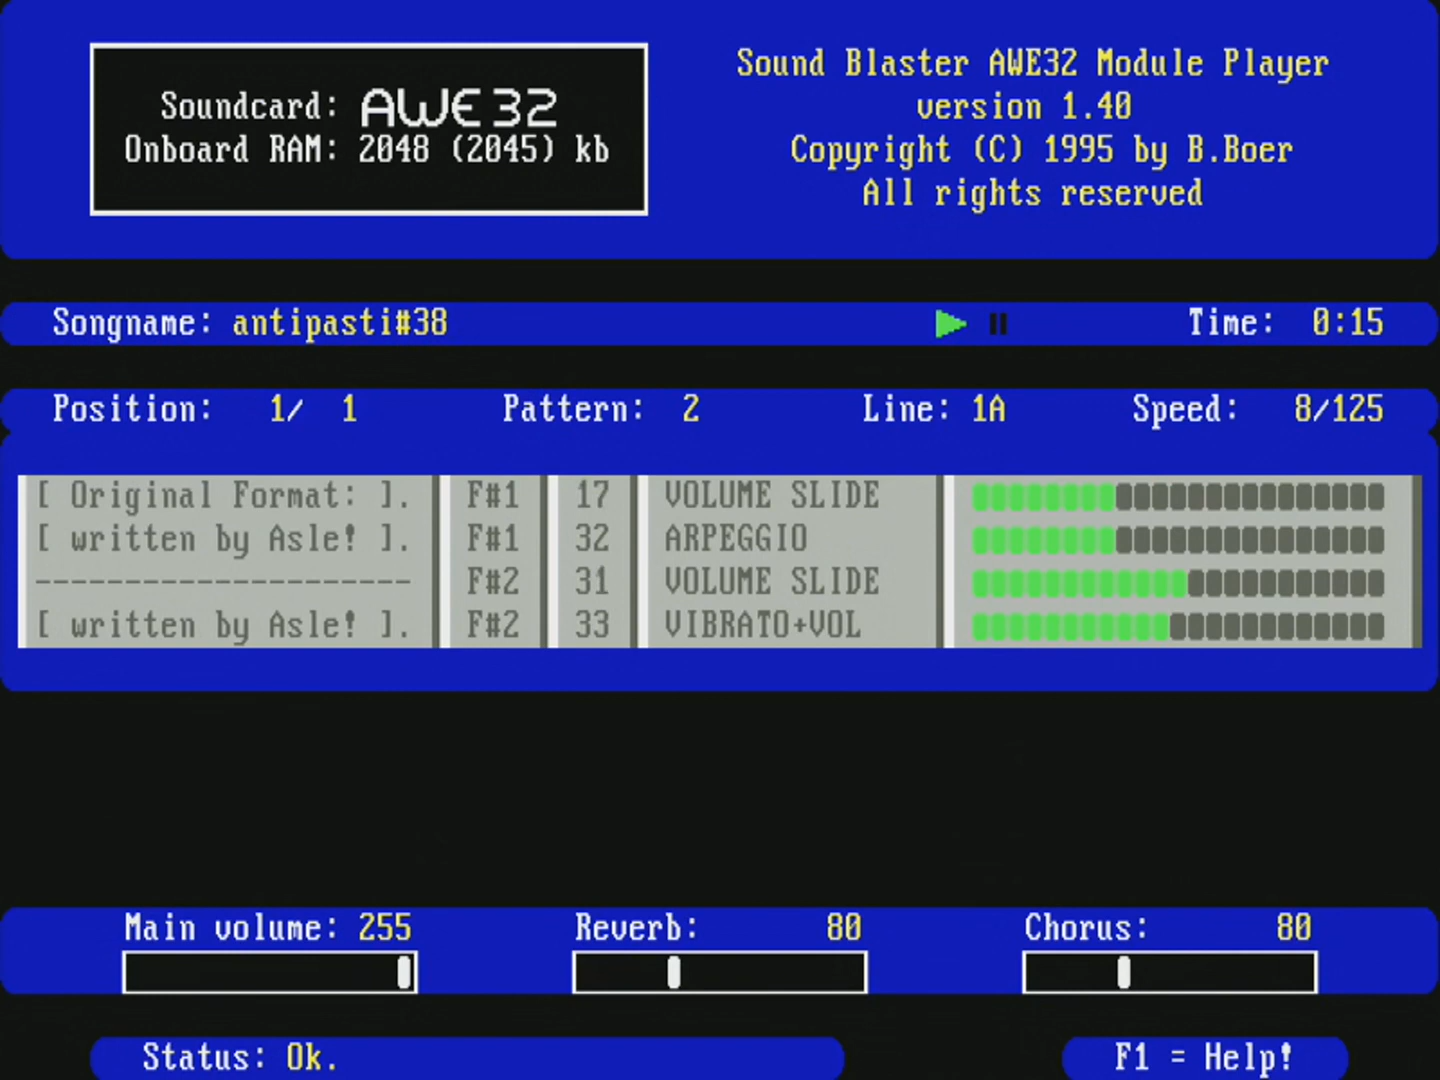 Soundcard: AWE32
Onboard RAM: 2048 (2045) kb
Sound Blaster AWE32 Module Player
version 1.40
Copyright (C) 1995 by B.Boer
All rights reserved
Songname: antipasti#38 Time: 0:15
Position: 1/ 1 Pattern: 2 Line: 1A Speed: 8/125
[ Original Format: ]. F#1 17 VOLUME SLIDE
[ written by Asle! ]. F#1 32 ARPEGGIO
--------------------- F#2 31 VOLUME SLIDE
[ written by Asle! ]. F#2 33 VIBRATO+VOL
Main volume: 255 Reverb: 80 Chorus: 80
Status: Ok. F1 = Help!